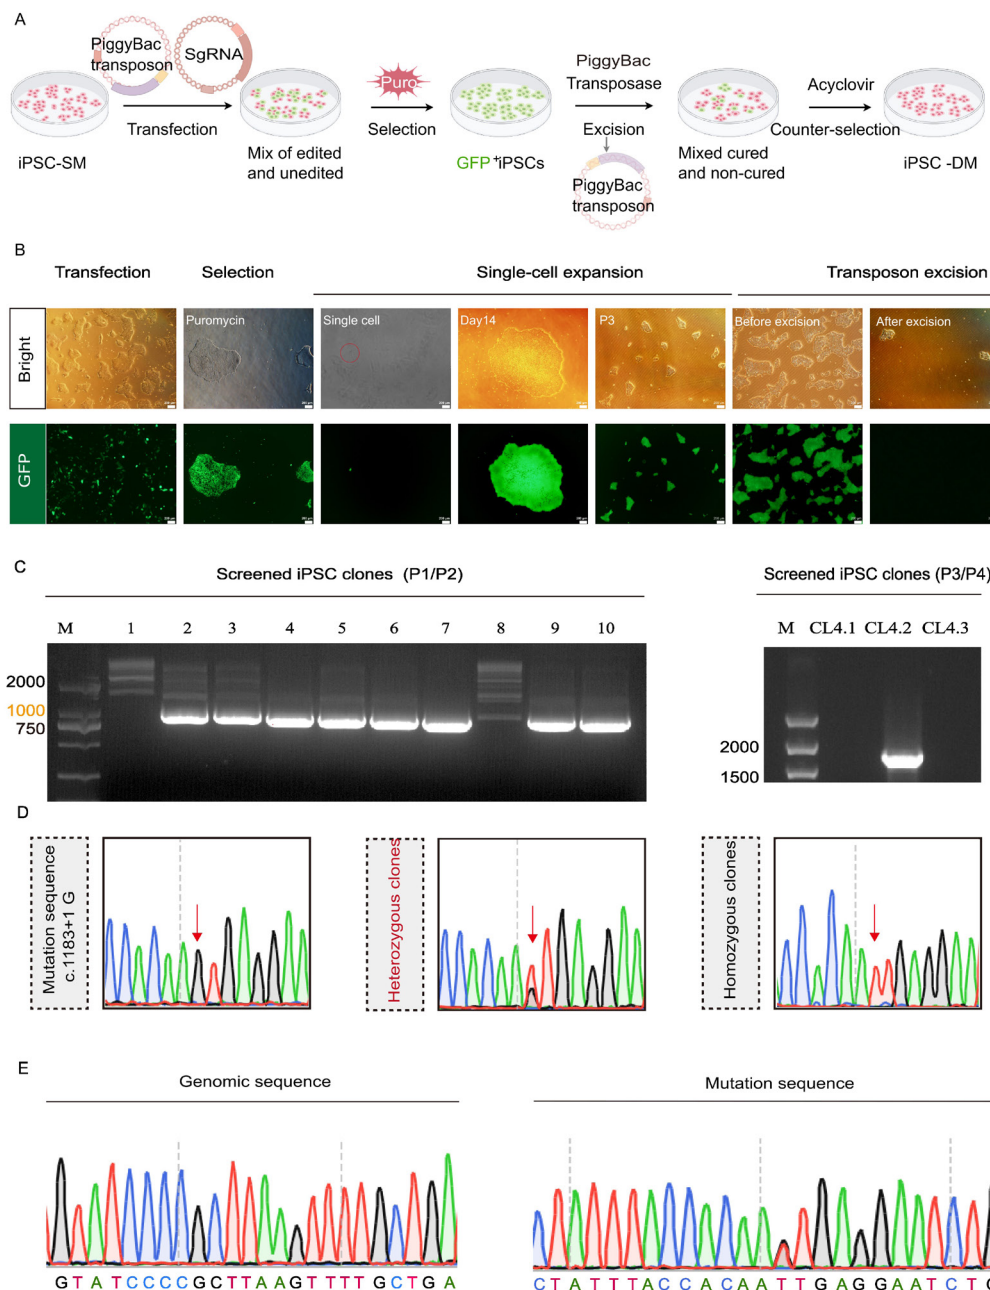 A
PiggyBac
transposon
SgRNA
Puro
PiggyBac
Transposase
Acyclovir
Transfection
Selection
Excision
Counter-selection
iPSC-SM
Mix of edited
and unedited
GFP +iPSCs
PiggyBac
transposon
Mixed cured
and non-cured
iPSC -DM
B
Transfection
Selection
Single-cell expansion
Transposon excision
Bright
Puromycin
Single cell
Day14
P3
Before excision
After excision
GFP
C
Screened iPSC clones (P1/P2)
Screened iPSC clones (P3/P4)
M 1 2 3 4 5 6 7 8 9 10
M CL4.1 CL4.2 CL4.3
2000
1000
750
2000
1500
D
Mutation sequence
c.1183+1 G
Heterozygous clones
Homozygous clones
E
Genomic sequence
Mutation sequence
GTATCCCCGCTTAAGTTTTGCTGA
CTATTTACCACAATTGAGGAATCTG